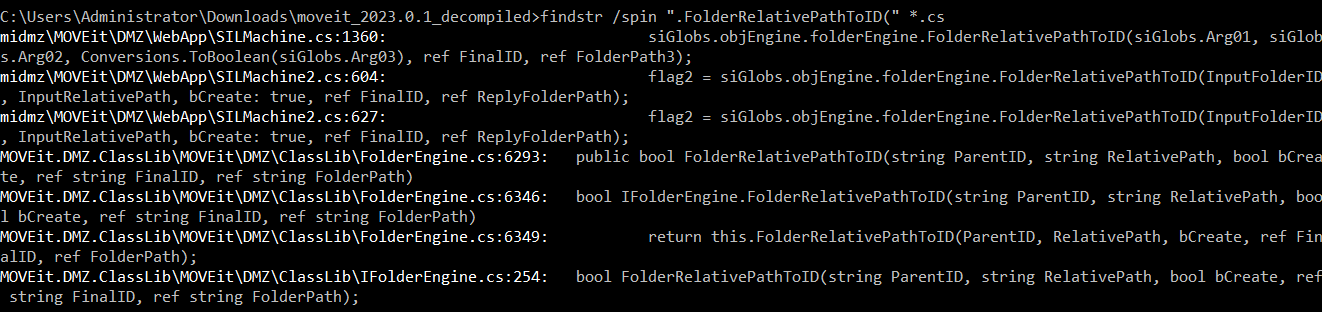 C:\Users\Administrator\Downloads\moveit_2023.0.1_decompiled>findstr /spin ".FolderRelativePathToID(" *.cs
midmz\MOVEit\DMZ\WebApp\SILMachine.cs:1360:                             siGlobs.objEngine.folderEngine.FolderRelativePathToID(siGlobs.Arg01, siGlob
s.Arg02, Conversions.ToBoolean(siGlobs.Arg03), ref FinalID, ref FolderPath3);
midmz\MOVEit\DMZ\WebApp\SILMachine2.cs:604:                             flag2 = siGlobs.objEngine.folderEngine.FolderRelativePathToID(InputFolderID
, InputRelativePath, bCreate: true, ref FinalID, ref ReplyFolderPath);
midmz\MOVEit\DMZ\WebApp\SILMachine2.cs:627:                             flag2 = siGlobs.objEngine.folderEngine.FolderRelativePathToID(InputFolderID
, InputRelativePath, bCreate: true, ref FinalID, ref ReplyFolderPath);
MOVEit.DMZ.ClassLib\MOVEit\DMZ\ClassLib\FolderEngine.cs:6293:   public bool FolderRelativePathToID(string ParentID, string RelativePath, bool bCrea
te, ref string FinalID, ref string FolderPath)
MOVEit.DMZ.ClassLib\MOVEit\DMZ\ClassLib\FolderEngine.cs:6346:   bool IFolderEngine.FolderRelativePathToID(string ParentID, string RelativePath, boo
l bCreate, ref string FinalID, ref string FolderPath)
MOVEit.DMZ.ClassLib\MOVEit\DMZ\ClassLib\FolderEngine.cs:6349:           return this.FolderRelativePathToID(ParentID, RelativePath, bCreate, ref Fin
alID, ref FolderPath);
MOVEit.DMZ.ClassLib\MOVEit\DMZ\ClassLib\IFolderEngine.cs:254:   bool FolderRelativePathToID(string ParentID, string RelativePath, bool bCreate, ref
 string FinalID, ref string FolderPath);